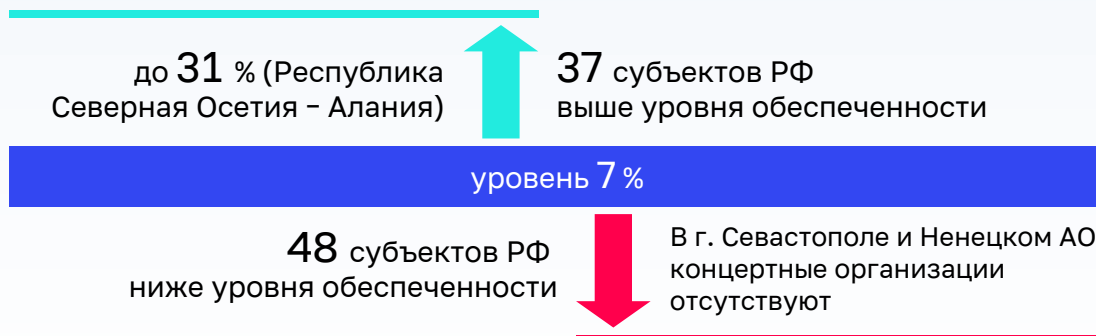 до 31 % (Республика
Северная Осетия – Алания)
37 субъектов РФ
выше уровня обеспеченности
уровень 7 %
48 субъектов РФ
ниже уровня обеспеченности
В г. Севастополе и Ненецком АО
концертные организации
отсутствуют